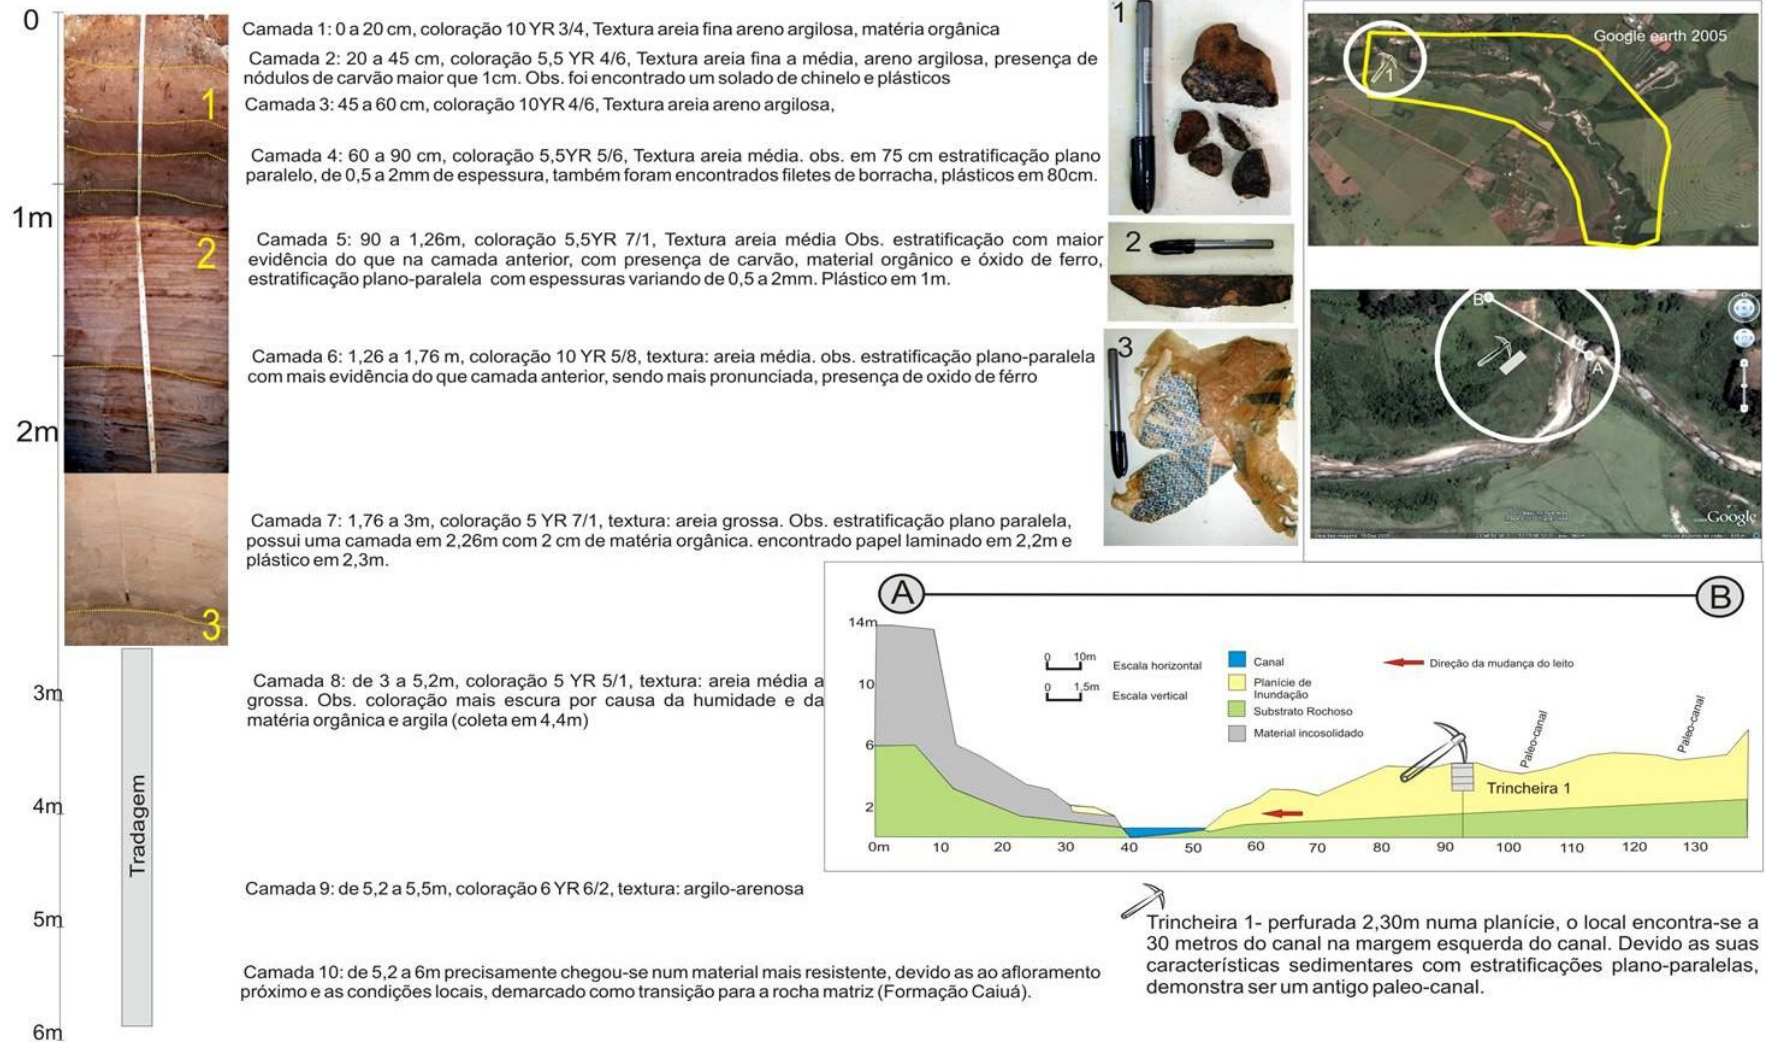 0
1m
2m
3m
4m
5m
6m
1
2
3
Tradagem
Camada 1: 0 a 20 cm, coloração 10 YR 3/4, Textura areia fina areno argilosa, matéria orgânica
Camada 2: 20 a 45 cm, coloração 5,5 YR 4/6, Textura areia fina a média, areno argilosa, presença de
nódulos de carvão maior que 1cm. Obs. foi encontrado um solado de chinelo e plásticos
Camada 3: 45 a 60 cm, coloração 10YR 4/6, Textura areia areno argilosa,
Camada 4: 60 a 90 cm, coloração 5,5YR 5/6, Textura areia média. obs. em 75 cm estratificação plano
paralelo, de 0,5 a 2mm de espessura, também foram encontrados filetes de borracha, plásticos em 80cm.
Camada 5: 90 a 1,26m, coloração 5,5YR 7/1, Textura areia média Obs. estratificação com maior
evidência do que na camada anterior, com presença de carvão, material orgânico e óxido de ferro,
estratificação plano-paralela com espessuras variando de 0,5 a 2mm. Plástico em 1m.
Camada 6: 1,26 a 1,76 m, coloração 10 YR 5/8, textura: areia média. obs. estratificação plano-paralela
com mais evidência do que camada anterior, sendo mais pronunciada, presença de oxido de férro
Camada 7: 1,76 a 3m, coloração 5 YR 7/1, textura: areia grossa. Obs. estratificação plano paralela,
possui uma camada em 2,26m com 2 cm de matéria orgânica. encontrado papel laminado em 2,2m e
plástico em 2,3m.
Camada 8: de 3 a 5,2m, coloração 5 YR 5/1, textura: areia média a
grossa. Obs. coloração mais escura por causa da humidade e da
matéria orgânica e argila (coleta em 4,4m)
Camada 9: de 5,2 a 5,5m, coloração 6 YR 6/2, textura: argilo-arenosa
Camada 10: de 5,2 a 6m precisamente chegou-se num material mais resistente, devido as ao afloramento
próximo e as condições locais, demarcado como transição para a rocha matriz (Formação Caiuá).
1
2
3
Google earth 2005
1
B
A
Google
A
B
14m
10
6
2
0m 10 20 30 40 50 60 70 80 90 100 110 120 130
0 10m Escala horizontal
0 1,5m Escala vertical
Canal
Planície de
Inundação
Substrato Rochoso
Material incosolidado
Direção da mudança do leito
Paleo-canal
Paleo-canal
Trincheira 1
Trincheira 1- perfurada 2,30m numa planície, o local encontra-se a
30 metros do canal na margem esquerda do canal. Devido as suas
características sedimentares com estratificações plano-paralelas,
demonstra ser um antigo paleo-canal.